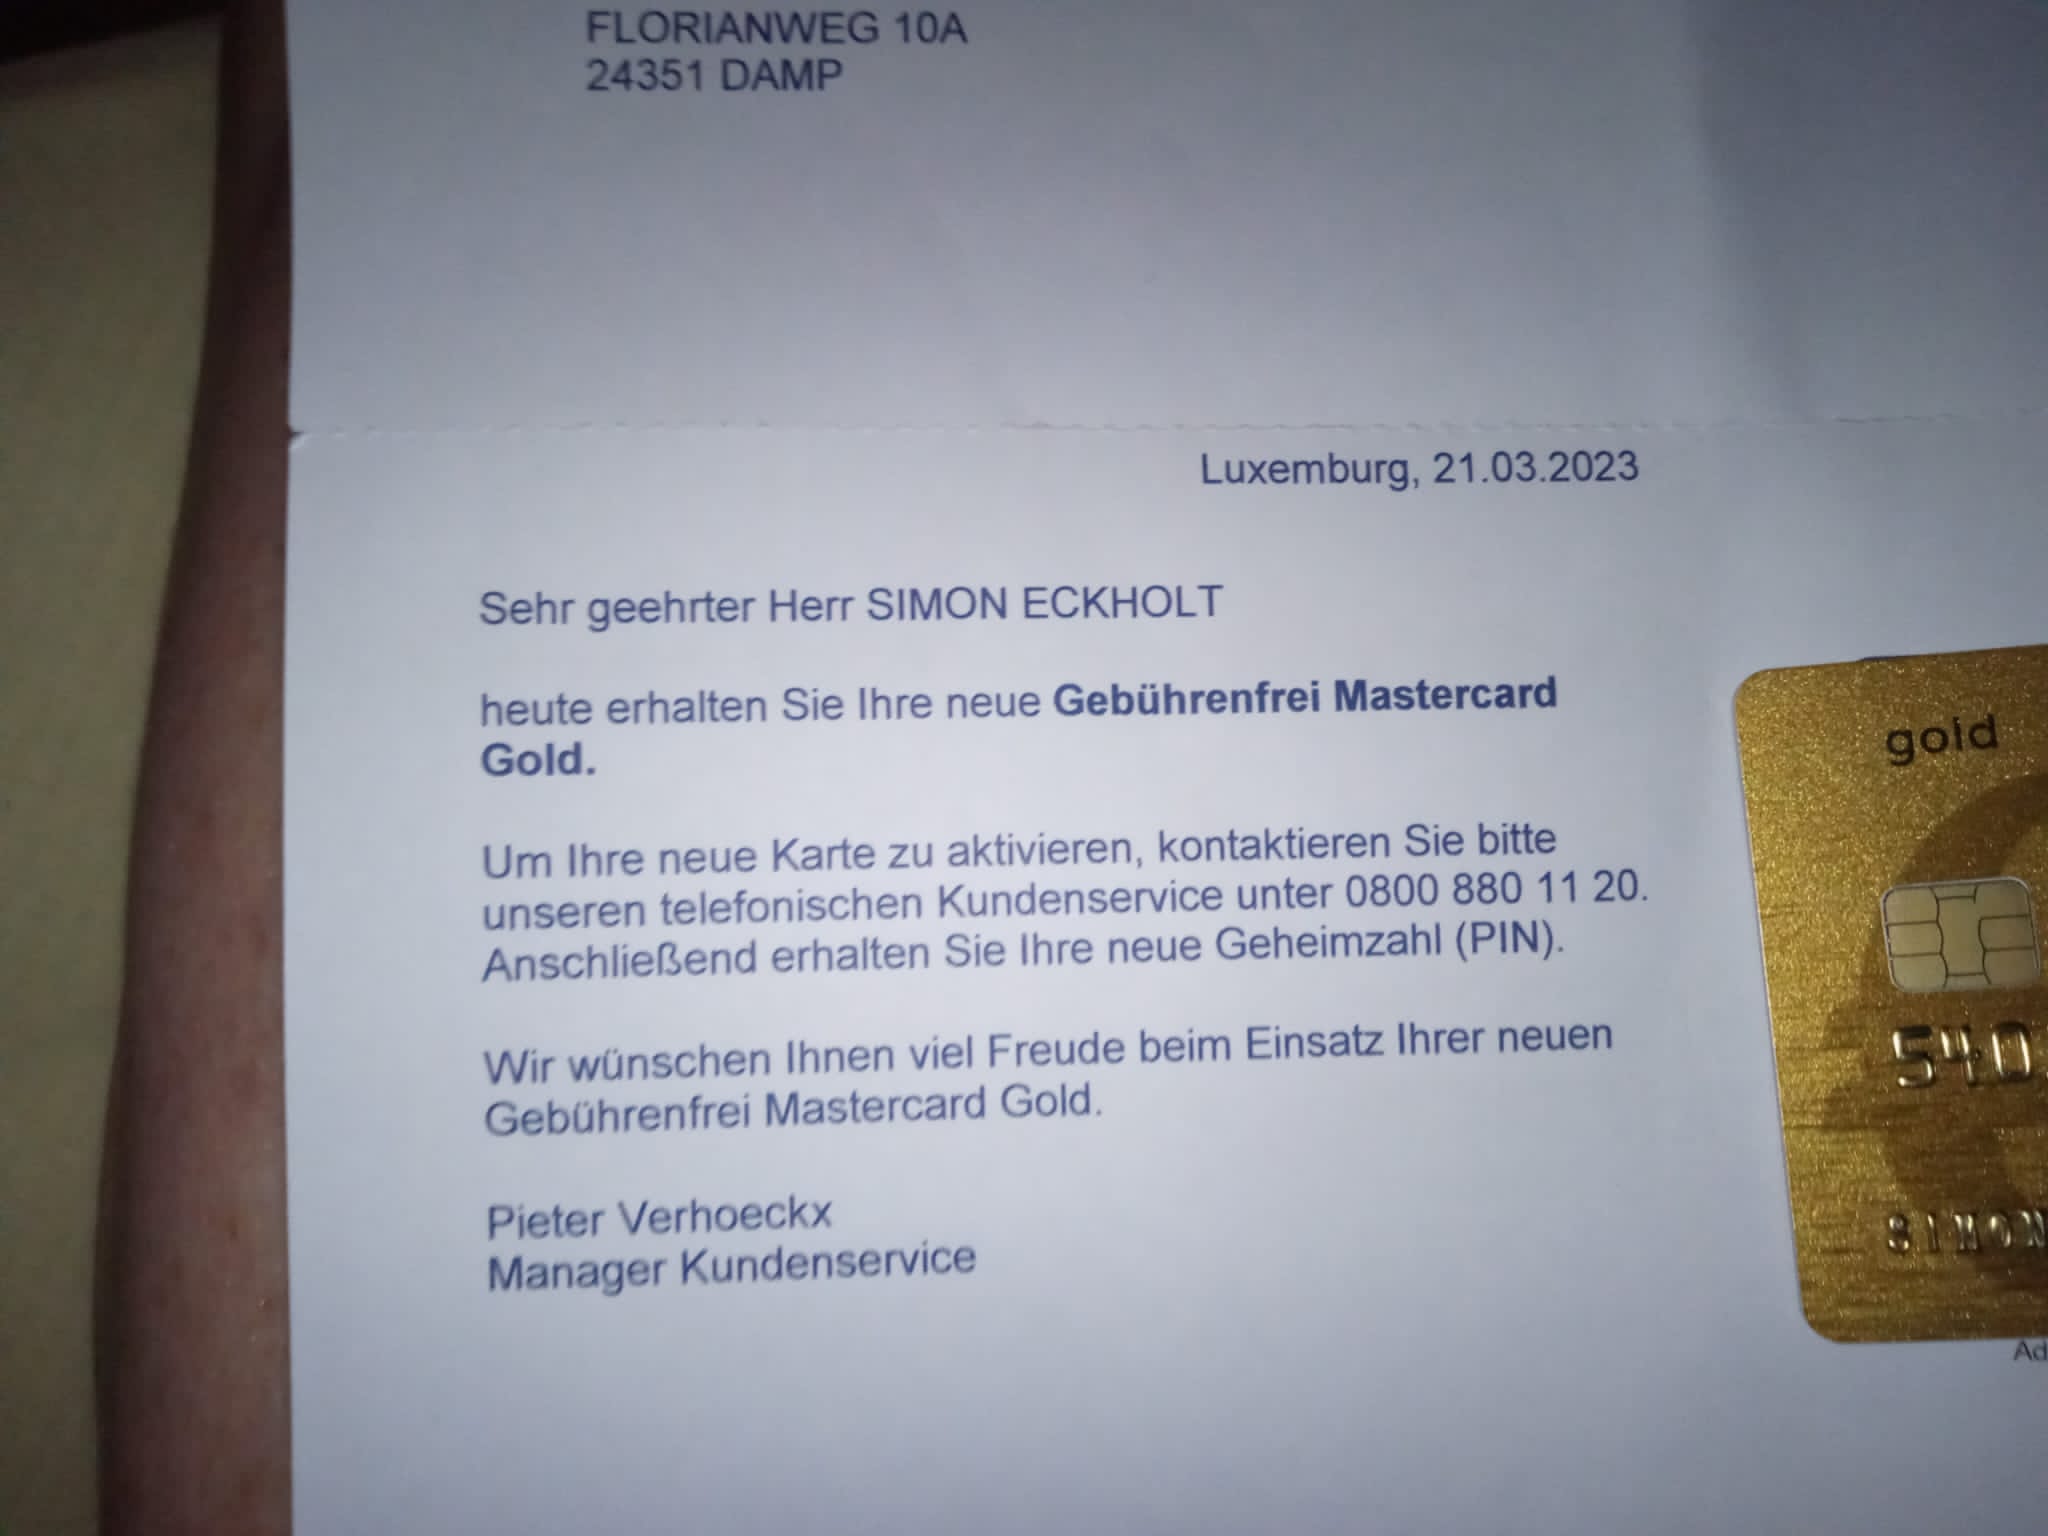 FLORIANWEG 10A
24351 DAMP
Luxemburg, 21.03.2023
Sehr geehrter Herr SIMON ECKHOLT
heute erhalten Sie Ihre neue Gebührenfrei Mastercard
Gold.
Um Ihre neue Karte zu aktivieren, kontaktieren Sie bitte
unseren telefonischen Kundenservice unter 0800 880 11 20.
Anschließend erhalten Sie Ihre neue Geheimzahl (PIN).
Wir wünschen Ihnen viel Freude beim Einsatz Ihrer neuen
Gebührenfrei Mastercard Gold.
Pieter Verhoeckx
Manager Kundenservice
gold
540
SIMON
Ad